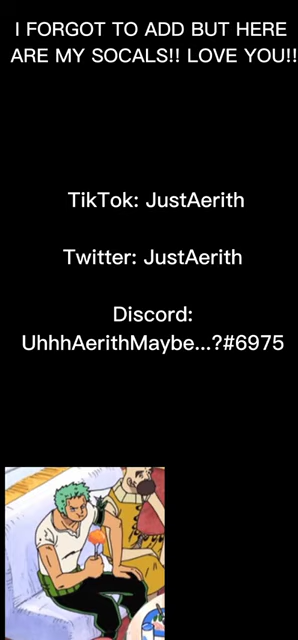 I FORGOT TO ADD BUT HERE
ARE MY SOCALS!! LOVE YOU!!
TikTok: JustAerith
Twitter: JustAerith
Discord:
UhhhAerithMaybe...?#6975